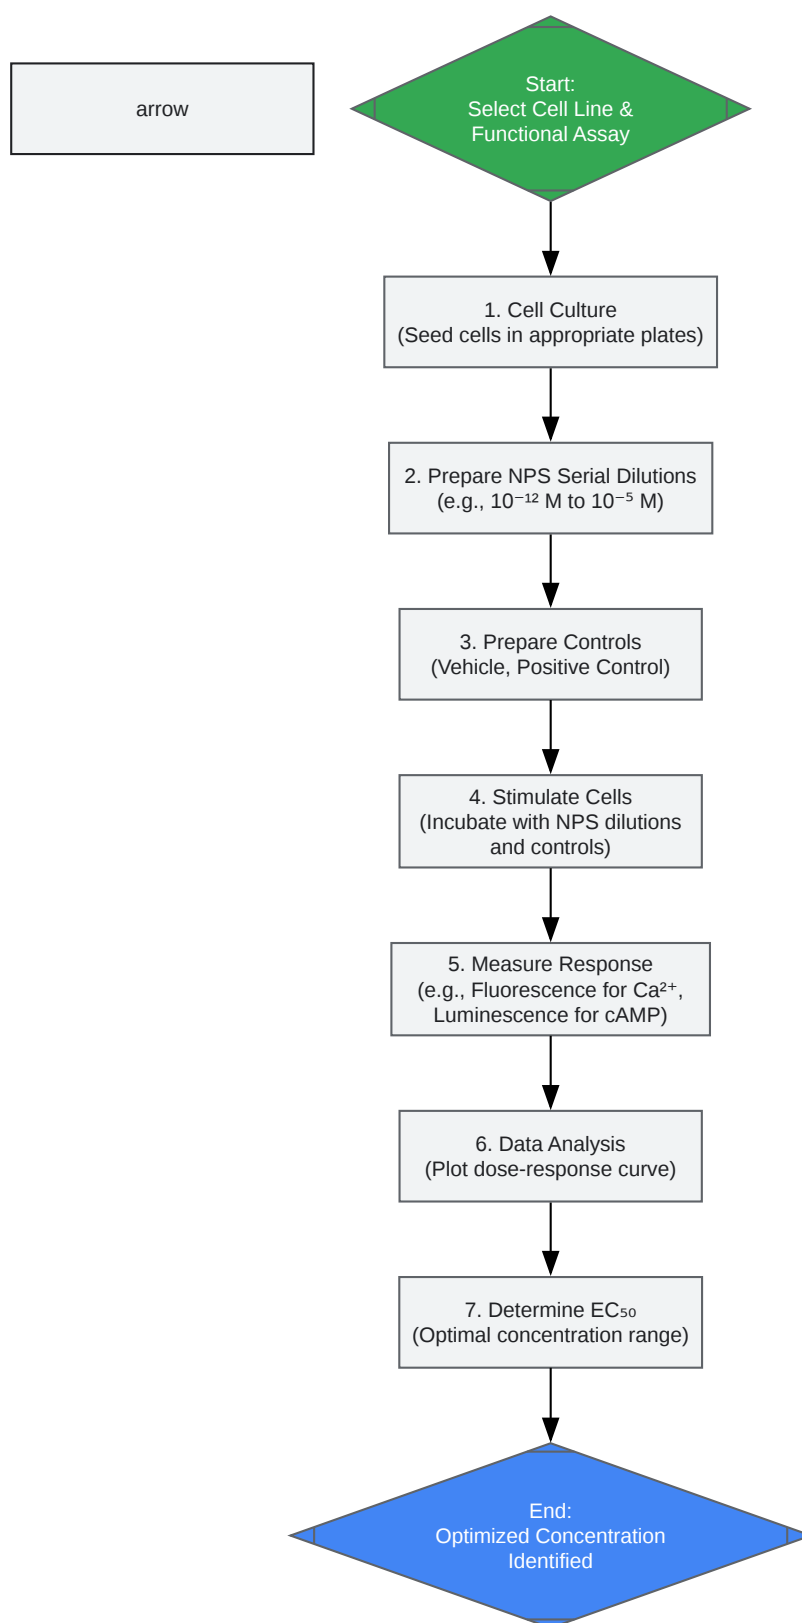 arrow
Start:
Select Cell Line &
Functional Assay
1. Cell Culture
(Seed cells in appropriate plates)
2. Prepare NPS Serial Dilutions
(e.g., 10⁻¹² M to 10⁻⁵ M)
3. Prepare Controls
(Vehicle, Positive Control)
4. Stimulate Cells
(Incubate with NPS dilutions
and controls)
5. Measure Response
(e.g., Fluorescence for Ca²⁺,
Luminescence for cAMP)
6. Data Analysis
(Plot dose-response curve)
7. Determine EC₅₀
(Optimal concentration range)
End:
Optimized Concentration
Identified